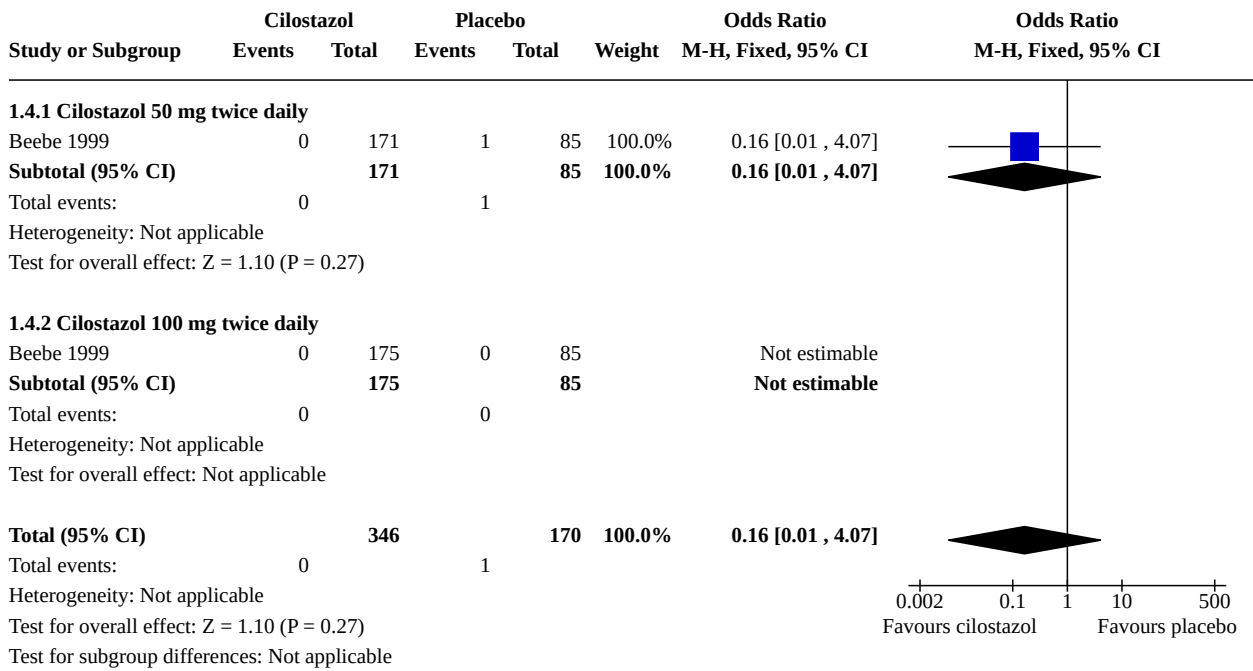 Cilostazol Placebo Odds Ratio Odds Ratio
Study or Subgroup Events Total Events Total Weight M-H, Fixed, 95% CI M-H, Fixed, 95% CI
1.4.1 Cilostazol 50 mg twice daily
Beebe 1999 0 171 1 85 100.0% 0.16 [0.01 , 4.07]
Subtotal (95% CI) 171 85 100.0% 0.16 [0.01 , 4.07]
Total events: 0 1
Heterogeneity: Not applicable
Test for overall effect: Z = 1.10 (P = 0.27)
1.4.2 Cilostazol 100 mg twice daily
Beebe 1999 0 175 0 85 Not estimable
Subtotal (95% CI) 175 85 Not estimable
Total events: 0 0
Heterogeneity: Not applicable
Test for overall effect: Not applicable
Total (95% CI) 346 170 100.0% 0.16 [0.01 , 4.07]
Total events: 0 1
Heterogeneity: Not applicable 0.002 0.1 1 10 500
Test for overall effect: Z = 1.10 (P = 0.27) Favours cilostazol Favours placebo
Test for subgroup differences: Not applicable